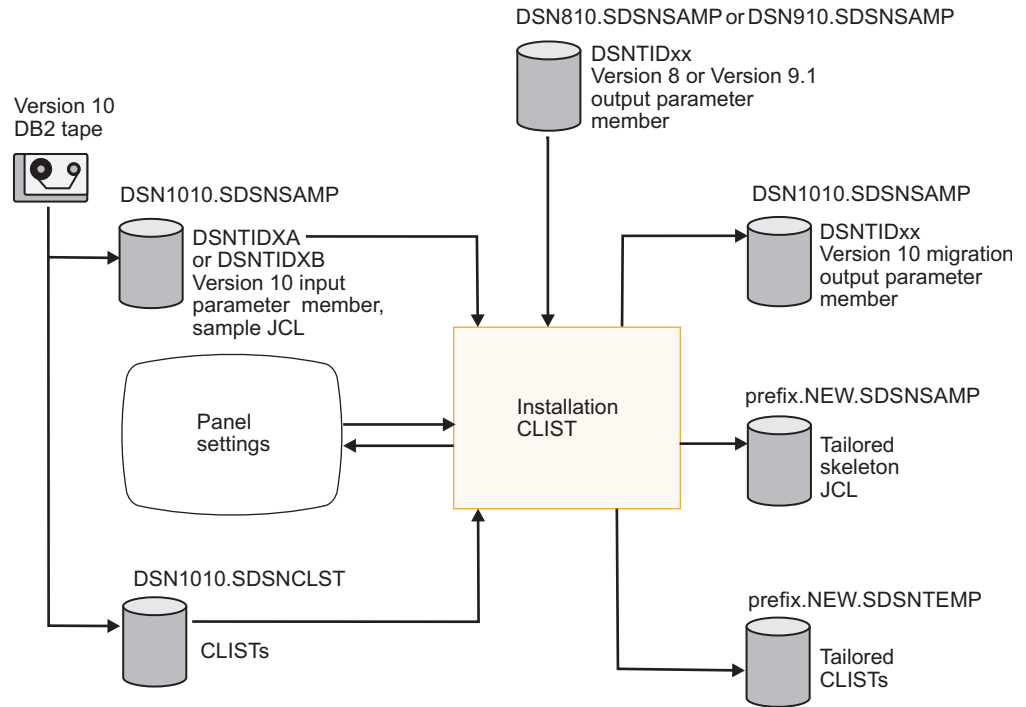 DSN810.SDSNSAMP or DSN910.SDSNSAMP
DSNTIDxx
Version 8 or Version 9.1
output parameter
member
Version 10
DB2 tape
DSN1010.SDSNSAMP
DSNTIDXA
or DSNTIDXB
Version 10 input
parameter member,
sample JCL
DSN1010.SDSNSAMP
DSNTIDxx
Version 10 migration
output parameter
member
Panel
settings
Installation
CLIST
prefix.NEW.SDSNSAMP
Tailored
skeleton
JCL
DSN1010.SDSNCLST
CLISTs
prefix.NEW.SDSNTEMP
Tailored
CLISTs